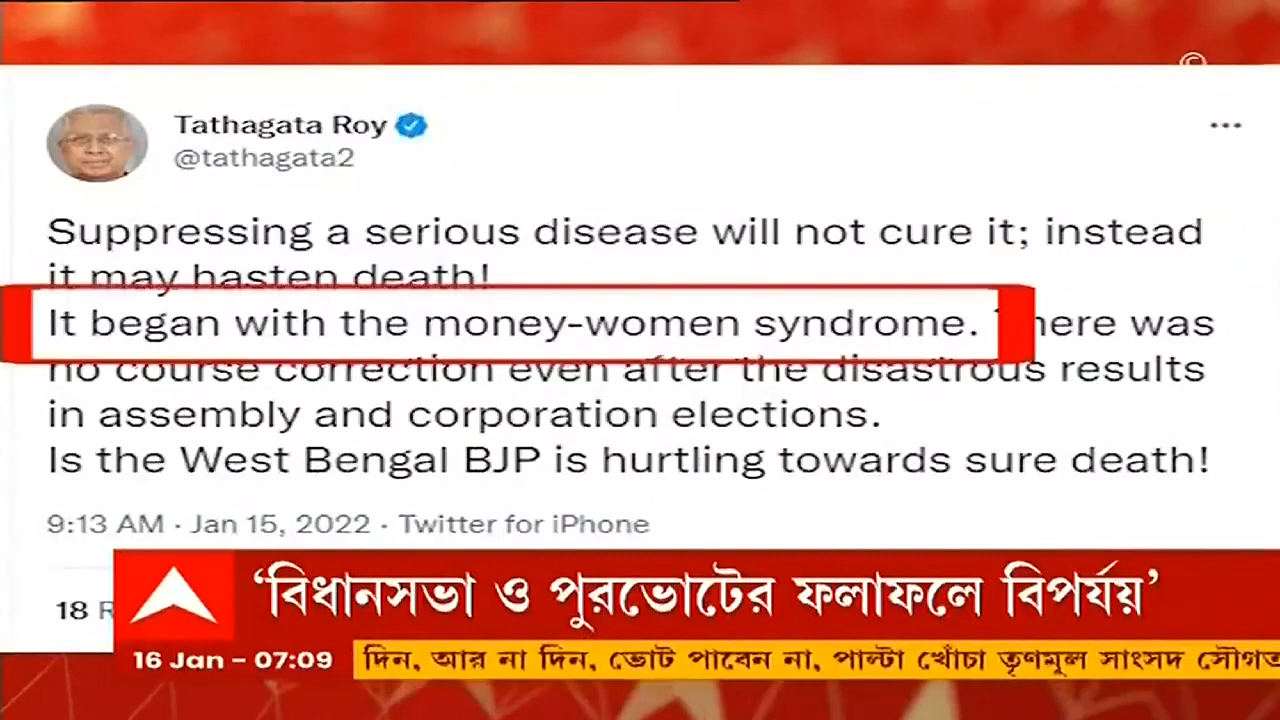 ©
Tathagata Roy
@tathagata2
Suppressing a serious disease will not cure it; instead
it may hasten death!
It began with the money-women syndrome. There was
no course correction even after the disastrous results
in assembly and corporation elections.
Is the West Bengal BJP is hurtling towards sure death!
9:13 AM · Jan 15, 2022 · Twitter for iPhone
18 R
‘বিধানসভা ও পুরভোটের ফলাফলে বিপর্যয়’
16 Jan – 07:09
দিন, আর না দিন, ভোট পাবেন না, পাল্টা খোঁচা তৃণমূল সাংসদ সৌগত